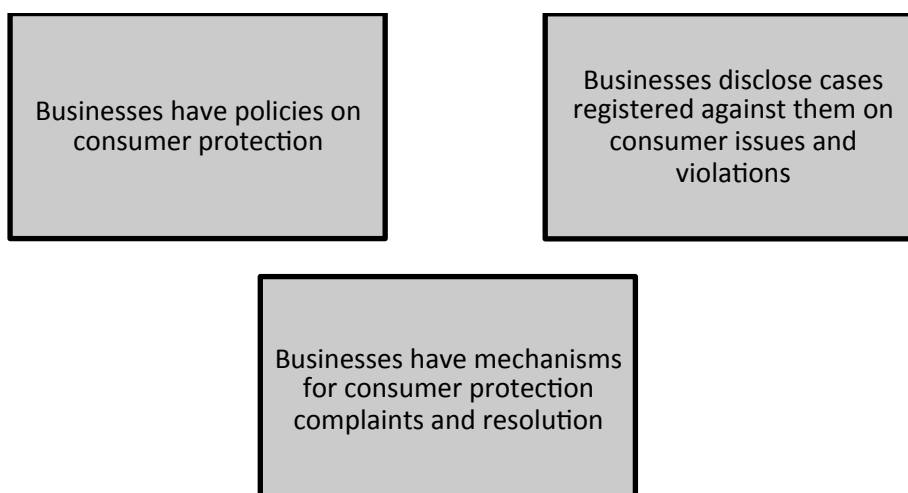 Businesses have policies on
consumer protection
Businesses disclose cases
registered against them on
consumer issues and
violations
Businesses have mechanisms
for consumer protection
complaints and resolution